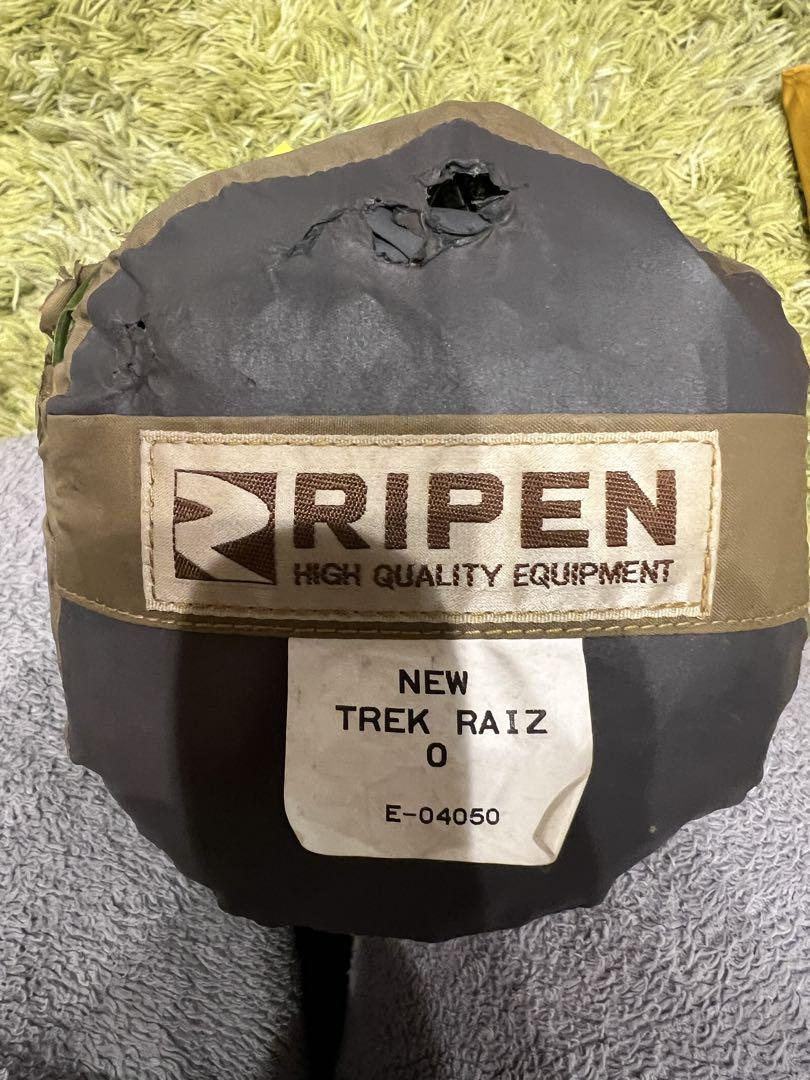 RIPEN
HIGH QUALITY EQUIPMENT
NEW
TREK RAIZ
0
E-04050